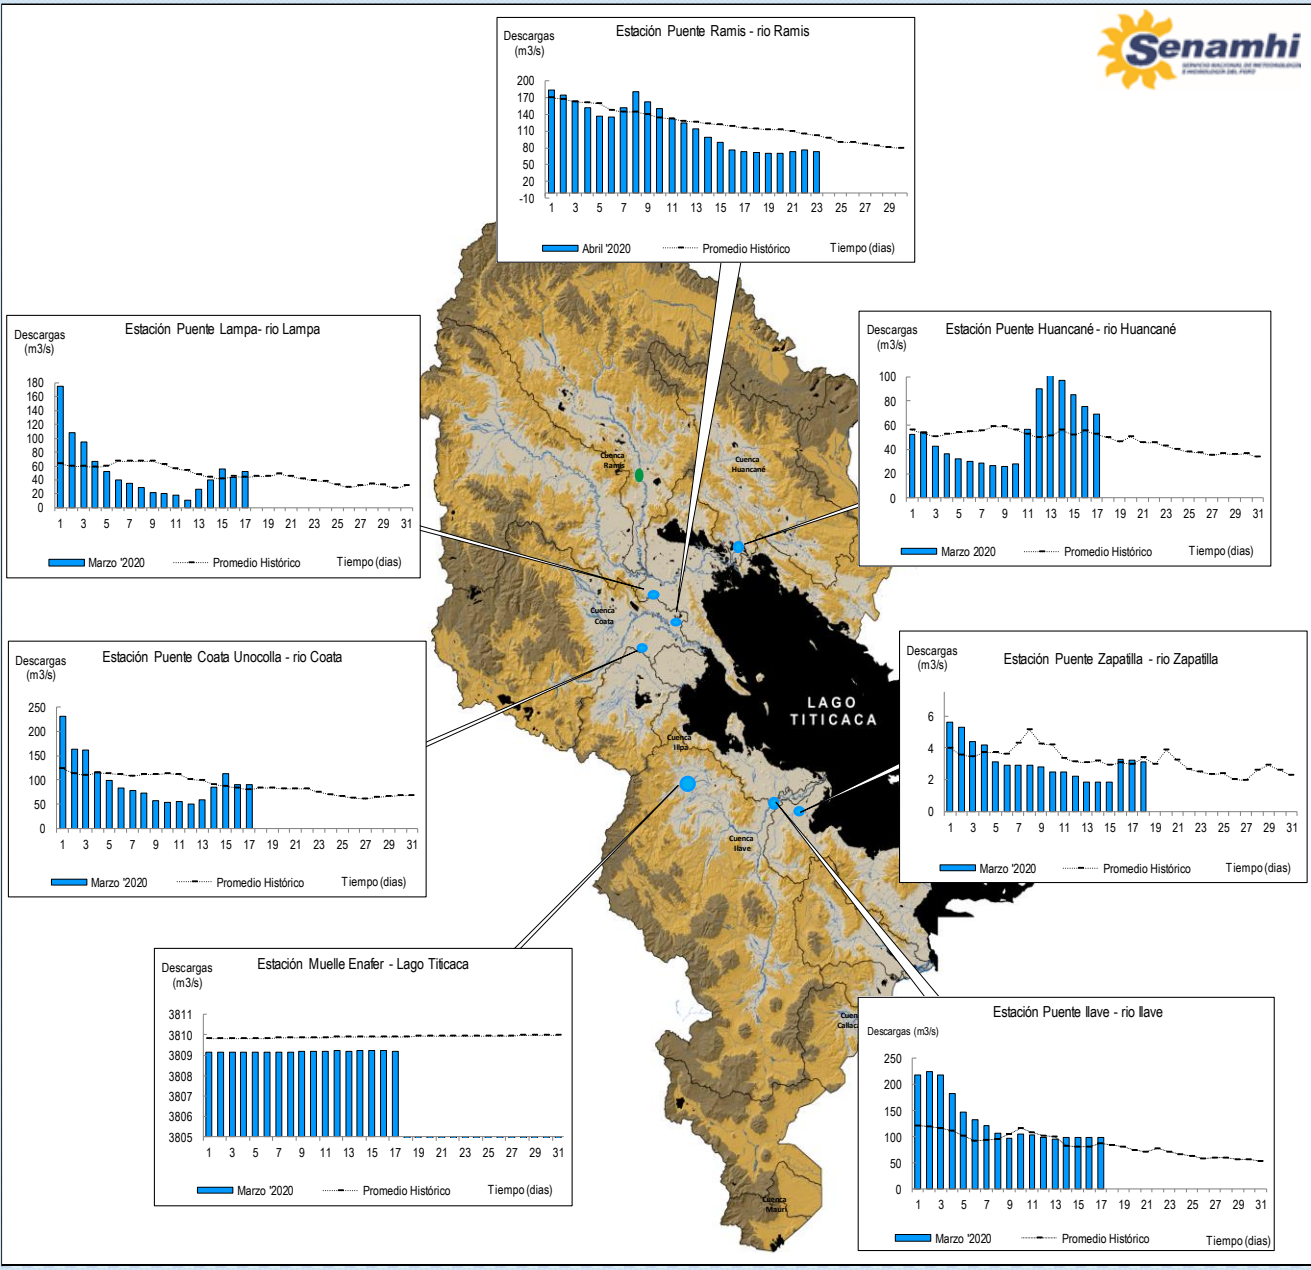 Senamhi
SERVICIO NACIONAL DE METEOROLOGÍA
E HIDROLOGÍA DEL PERÚ
Estación Puente Ramis - rio Ramis
Descargas
(m3/s)
200
170
140
110
80
50
20
-10
1 3 5 7 9 11 13 15 17 19 21 23 25 27 29
Abril '2020 Promedio Histórico Tiempo (dias)
Estación Puente Lampa- rio Lampa
Descargas
(m3/s)
180
160
140
120
100
80
60
40
20
0
1 3 5 7 9 11 13 15 17 19 21 23 25 27 29 31
Marzo '2020 Promedio Histórico Tiempo (dias)
Estación Puente Huancané - rio Huancané
Descargas
(m3/s)
100
80
60
40
20
0
1 3 5 7 9 11 13 15 17 19 21 23 25 27 29 31
Marzo 2020 Promedio Histórico Tiempo (dias)
Cuenca
Ramis
Cuenca
Huancané
Cuenca
Coata
LAGO
TITICACA
Cuenca
Illpa
Cuenca
Ilave
Cuenca
Mauri
Estación Puente Coata Unocolla - rio Coata
Descargas
(m3/s)
250
200
150
100
50
0
1 3 5 7 9 11 13 15 17 19 21 23 25 27 29 31
Marzo '2020 Promedio Histórico Tiempo (dias)
Estación Puente Zapatilla - rio Zapatilla
Descargas
(m3/s)
6
4
2
0
1 3 5 7 9 11 13 15 17 19 21 23 25 27 29 31
Marzo '2020 Promedio Histórico Tiempo (dias)
Estación Muelle Enafer - Lago Titicaca
Descargas
(m3/s)
3811
3810
3809
3808
3807
3806
3805
1 3 5 7 9 11 13 15 17 19 21 23 25 27 29 31
Marzo '2020 Promedio Histórico Tiempo (dias)
Estación Puente Ilave - rio Ilave
Descargas (m3/s)
250
200
150
100
50
0
1 3 5 7 9 11 13 15 17 19 21 23 25 27 29 31
Marzo '2020 Promedio Histórico Tiempo (dias)